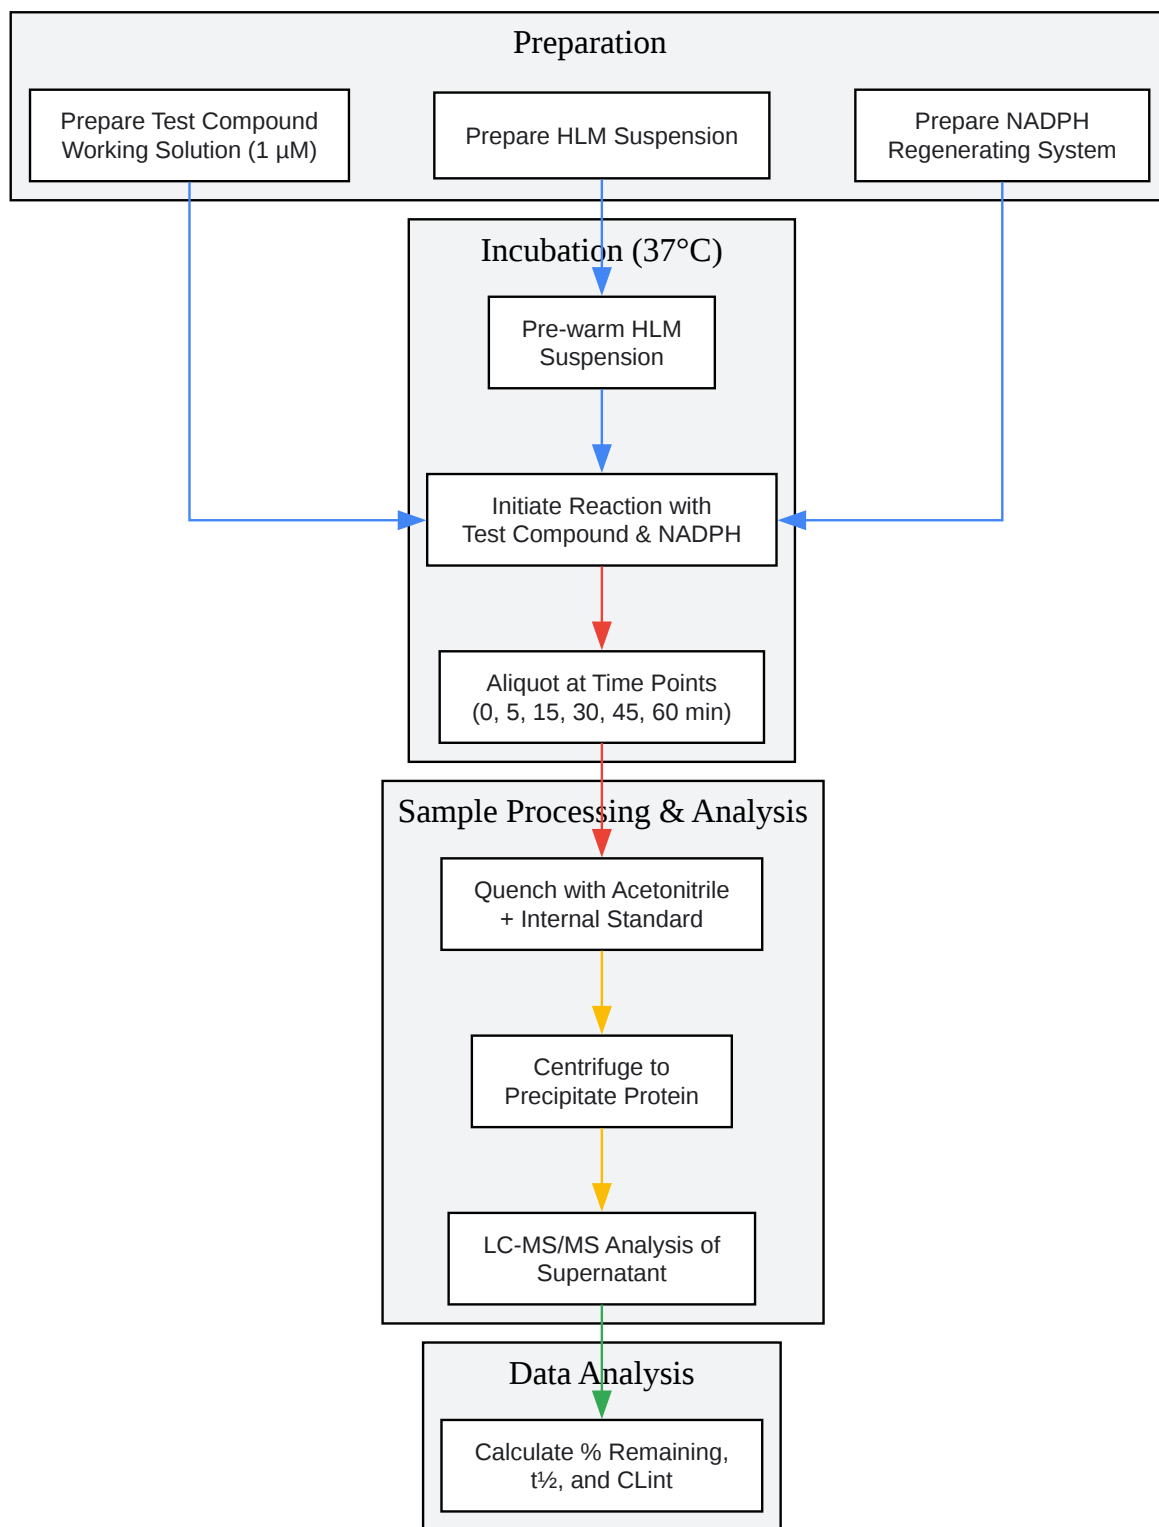 Preparation
Prepare Test Compound
Working Solution (1 µM)
Prepare HLM Suspension
Prepare NADPH
Regenerating System
Incubation (37°C)
Pre-warm HLM
Suspension
Initiate Reaction with
Test Compound & NADPH
Aliquot at Time Points
(0, 5, 15, 30, 45, 60 min)
Sample Processing & Analysis
Quench with Acetonitrile
+ Internal Standard
Centrifuge to
Precipitate Protein
LC-MS/MS Analysis of
Supernatant
Data Analysis
Calculate % Remaining,
t½, and CLint